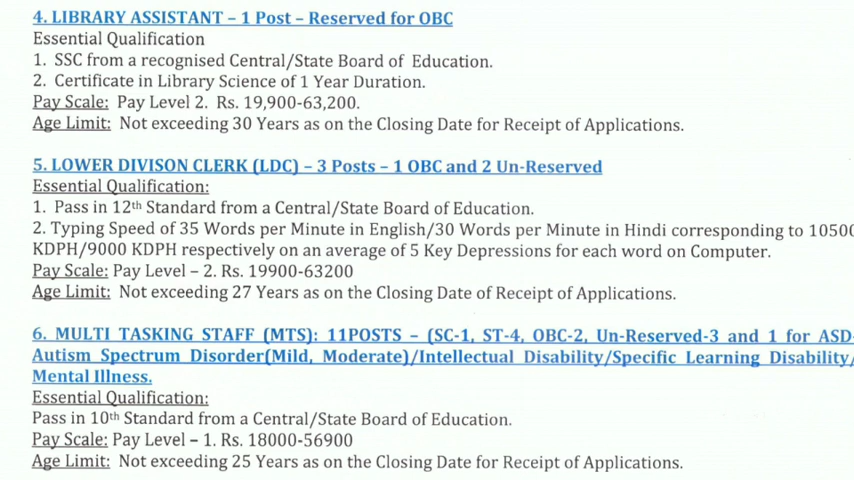 4. LIBRARY ASSISTANT – 1 Post – Reserved for OBC
Essential Qualification
1. SSC from a recognised Central/State Board of Education.
2. Certificate in Library Science of 1 Year Duration.
Pay Scale: Pay Level 2. Rs. 19,900-63,200.
Age Limit: Not exceeding 30 Years as on the Closing Date for Receipt of Applications.
5. LOWER DIVISON CLERK (LDC) – 3 Posts – 1 OBC and 2 Un-Reserved
Essential Qualification:
1. Pass in 12th Standard from a Central/State Board of Education.
2. Typing Speed of 35 Words per Minute in English/30 Words per Minute in Hindi corresponding to 10500
KDPH/9000 KDPH respectively on an average of 5 Key Depressions for each word on Computer.
Pay Scale: Pay Level – 2. Rs. 19900-63200
Age Limit: Not exceeding 27 Years as on the Closing Date of Receipt of Applications.
6. MULTI TASKING STAFF (MTS): 11POSTS – (SC-1, ST-4, OBC-2, Un-Reserved-3 and 1 for ASD-
Autism Spectrum Disorder(Mild, Moderate)/Intellectual Disability/Specific Learning Disability/
Mental Illness.
Essential Qualification:
Pass in 10th Standard from a Central/State Board of Education.
Pay Scale: Pay Level – 1. Rs. 18000-56900
Age Limit: Not exceeding 25 Years as on the Closing Date for Receipt of Applications.